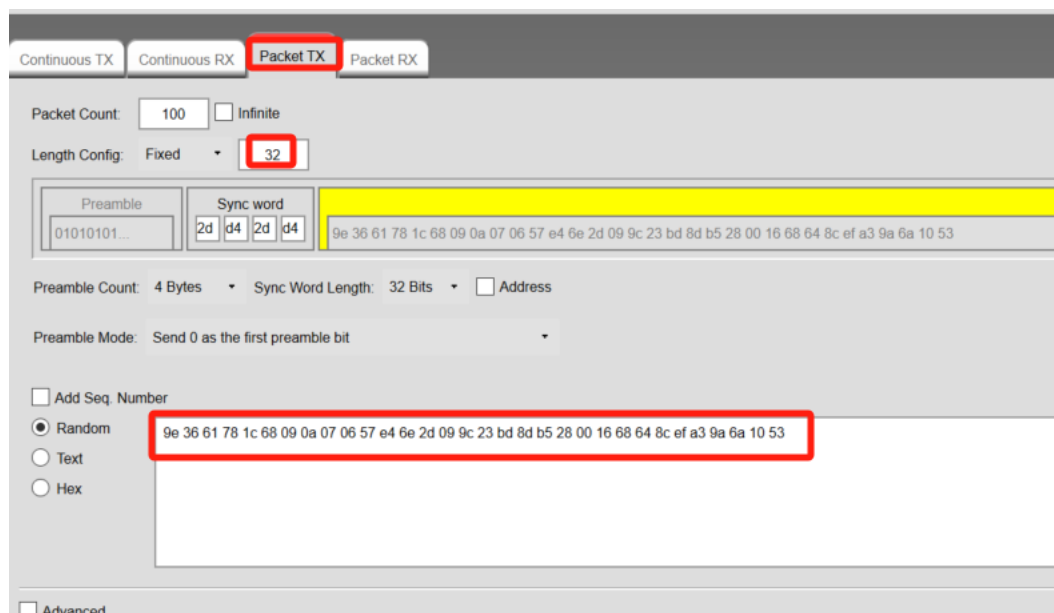 Continuous TX Continuous RX Packet TX Packet RX
Packet Count: 100 Infinite
Length Config: Fixed 32
Preamble Sync word
01010101... 2d d4 2d d4 9e 36 61 78 1c 68 09 0a 07 06 57 e4 6e 2d 09 9c 23 bd 8d b5 28 00 16 68 64 8c ef a3 9a 6a 10 53
Preamble Count: 4 Bytes Sync Word Length: 32 Bits Address
Preamble Mode: Send 0 as the first preamble bit
Add Seq. Number
Random 9e 36 61 78 1c 68 09 0a 07 06 57 e4 6e 2d 09 9c 23 bd 8d b5 28 00 16 68 64 8c ef a3 9a 6a 10 53
Text
Hex
Advanced